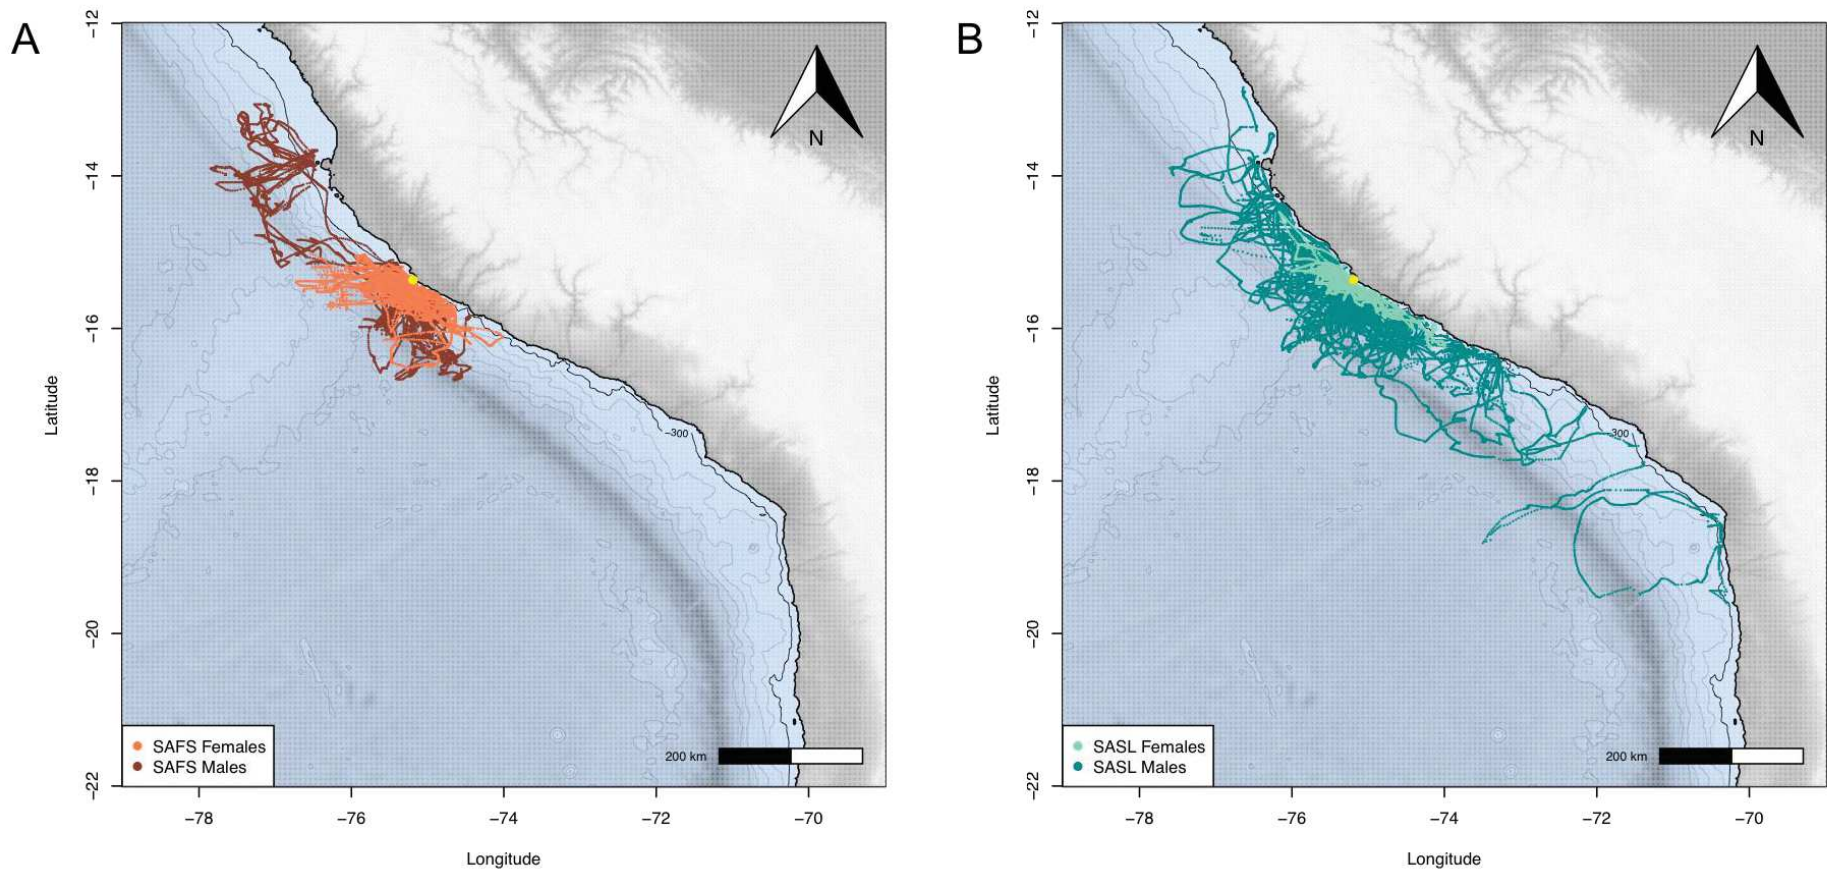 A
−12
−14
−16
−18
−20
−22
Latitude
N
−300
SAFS Females
SAFS Males
200 km
−78
−76
−74
−72
−70
Longitude
B
−12
−14
−16
−18
−20
−22
Latitude
N
−300
SASL Females
SASL Males
200 km
−78
−76
−74
−72
−70
Longitude